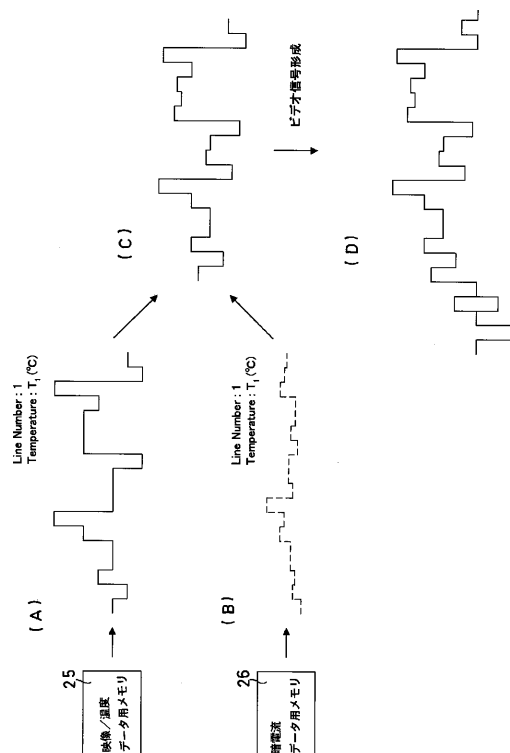 25
映像/温度
データ用メモリ
(A)
Line Number : 1
Temperature : T₁ (℃)
26
暗電流
データ用メモリ
(B)
Line Number : 1
Temperature : T₁ (℃)
(C)
ビデオ信号形成
(D)